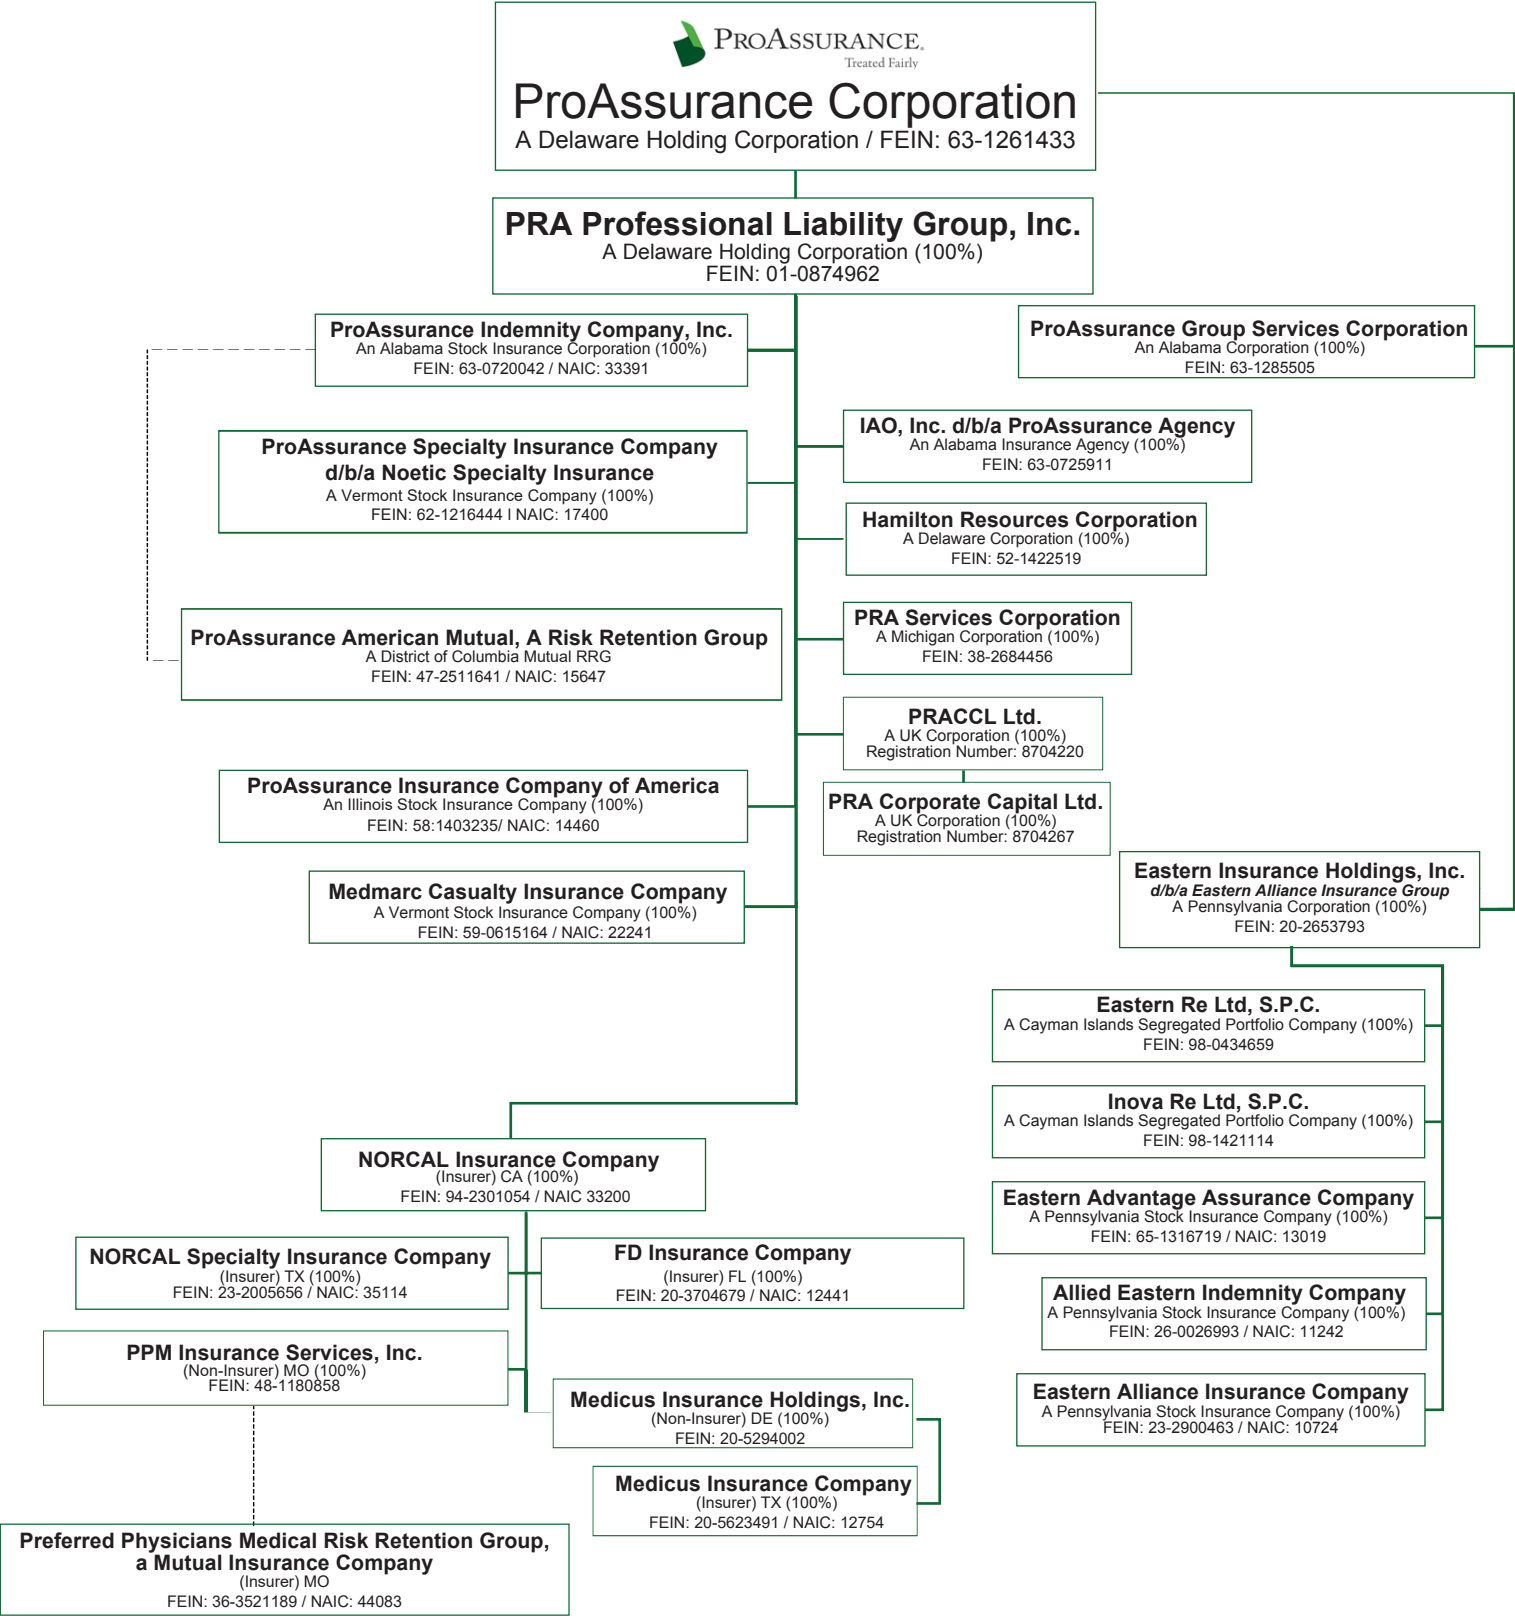 PROASSURANCE.
Treated Fairly
ProAssurance Corporation
A Delaware Holding Corporation / FEIN: 63-1261433
PRA Professional Liability Group, Inc.
A Delaware Holding Corporation (100%)
FEIN: 01-0874962
ProAssurance Indemnity Company, Inc.
An Alabama Stock Insurance Corporation (100%)
FEIN: 63-0720042 / NAIC: 33391
ProAssurance Group Services Corporation
An Alabama Corporation (100%)
FEIN: 63-1285505
ProAssurance Specialty Insurance Company
d/b/a Noetic Specialty Insurance
A Vermont Stock Insurance Company (100%)
FEIN: 62-1216444 I NAIC: 17400
IAO, Inc. d/b/a ProAssurance Agency
An Alabama Insurance Agency (100%)
FEIN: 63-0725911
Hamilton Resources Corporation
A Delaware Corporation (100%)
FEIN: 52-1422519
ProAssurance American Mutual, A Risk Retention Group
A District of Columbia Mutual RRG
FEIN: 47-2511641 / NAIC: 15647
PRA Services Corporation
A Michigan Corporation (100%)
FEIN: 38-2684456
PRACCL Ltd.
A UK Corporation (100%)
Registration Number: 8704220
ProAssurance Insurance Company of America
An Illinois Stock Insurance Company (100%)
FEIN: 58:1403235/ NAIC: 14460
PRA Corporate Capital Ltd.
A UK Corporation (100%)
Registration Number: 8704267
Medmarc Casualty Insurance Company
A Vermont Stock Insurance Company (100%)
FEIN: 59-0615164 / NAIC: 22241
Eastern Insurance Holdings, Inc.
d/b/a Eastern Alliance Insurance Group
A Pennsylvania Corporation (100%)
FEIN: 20-2653793
Eastern Re Ltd, S.P.C.
A Cayman Islands Segregated Portfolio Company (100%)
FEIN: 98-0434659
Inova Re Ltd, S.P.C.
A Cayman Islands Segregated Portfolio Company (100%)
FEIN: 98-1421114
Eastern Advantage Assurance Company
A Pennsylvania Stock Insurance Company (100%)
FEIN: 65-1316719 / NAIC: 13019
Allied Eastern Indemnity Company
A Pennsylvania Stock Insurance Company (100%)
FEIN: 26-0026993 / NAIC: 11242
Eastern Alliance Insurance Company
A Pennsylvania Stock Insurance Company (100%)
FEIN: 23-2900463 / NAIC: 10724
NORCAL Insurance Company
(Insurer) CA (100%)
FEIN: 94-2301054 / NAIC 33200
NORCAL Specialty Insurance Company
(Insurer) TX (100%)
FEIN: 23-2005656 / NAIC: 35114
FD Insurance Company
(Insurer) FL (100%)
FEIN: 20-3704679 / NAIC: 12441
PPM Insurance Services, Inc.
(Non-Insurer) MO (100%)
FEIN: 48-1180858
Medicus Insurance Holdings, Inc.
(Non-Insurer) DE (100%)
FEIN: 20-5294002
Medicus Insurance Company
(Insurer) TX (100%)
FEIN: 20-5623491 / NAIC: 12754
Preferred Physicians Medical Risk Retention Group,
a Mutual Insurance Company
(Insurer) MO
FEIN: 36-3521189 / NAIC: 44083